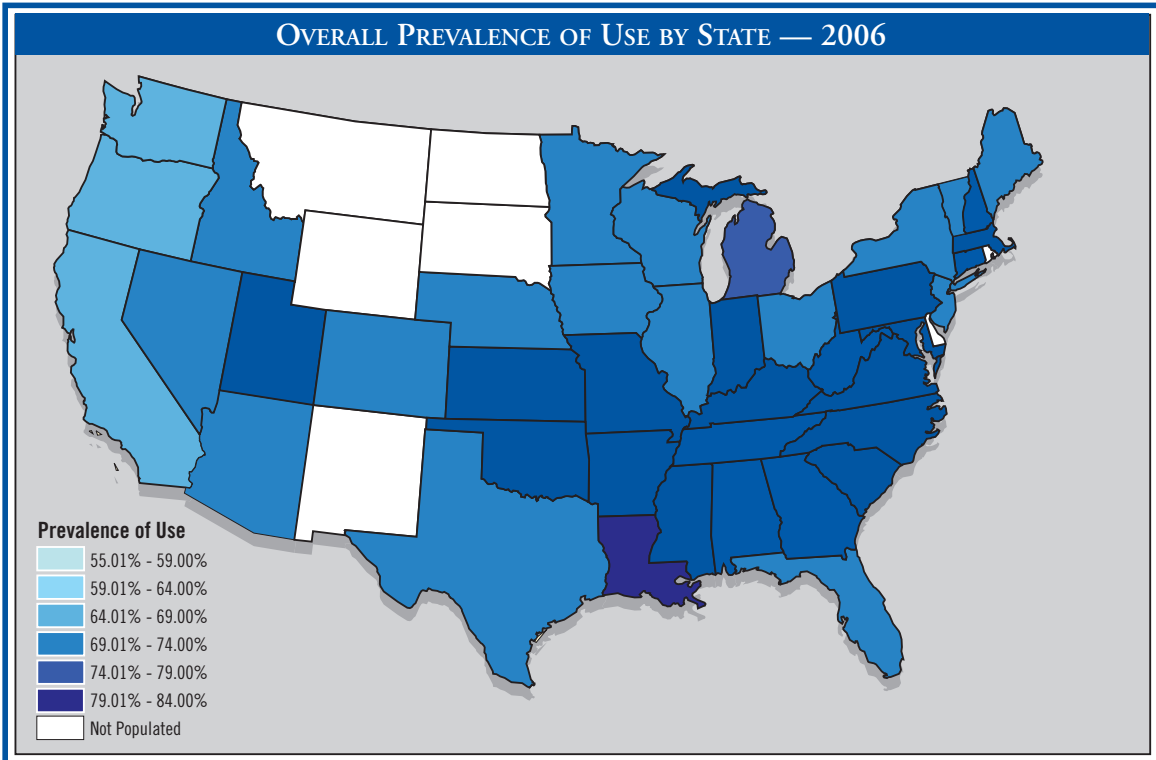 OVERALL PREVALENCE OF USE BY STATE — 2006
Prevalence of Use
55.01% - 59.00%
59.01% - 64.00%
64.01% - 69.00%
69.01% - 74.00%
74.01% - 79.00%
79.01% - 84.00%
Not Populated